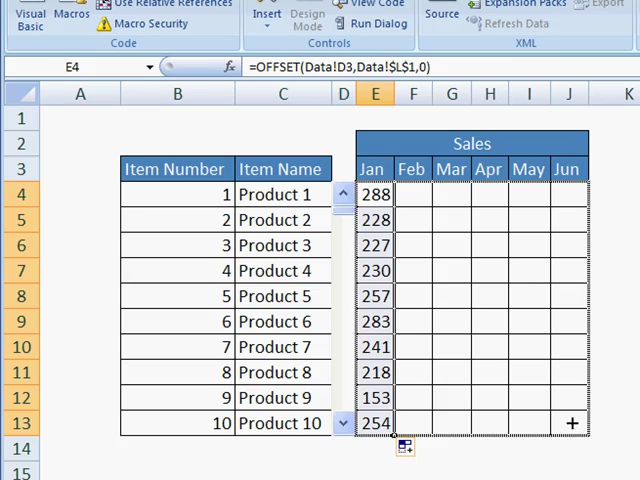 Use Relative References
View Code
Expansion Packs
Export
Visual Basic
Macros
Macro Security
Insert
Design Mode
Run Dialog
Source
Refresh Data
Code
Controls
XML
E4
fx
=OFFSET(Data!D3,Data!$L$1,0)
A B C D E F G H I J K
1
2 Sales
3 Item Number Item Name Jan Feb Mar Apr May Jun
4 1 Product 1 288
5 2 Product 2 228
6 3 Product 3 227
7 4 Product 4 230
8 5 Product 5 257
9 6 Product 6 283
10 7 Product 7 241
11 8 Product 8 218
12 9 Product 9 153
13 10 Product 10 254
14
15